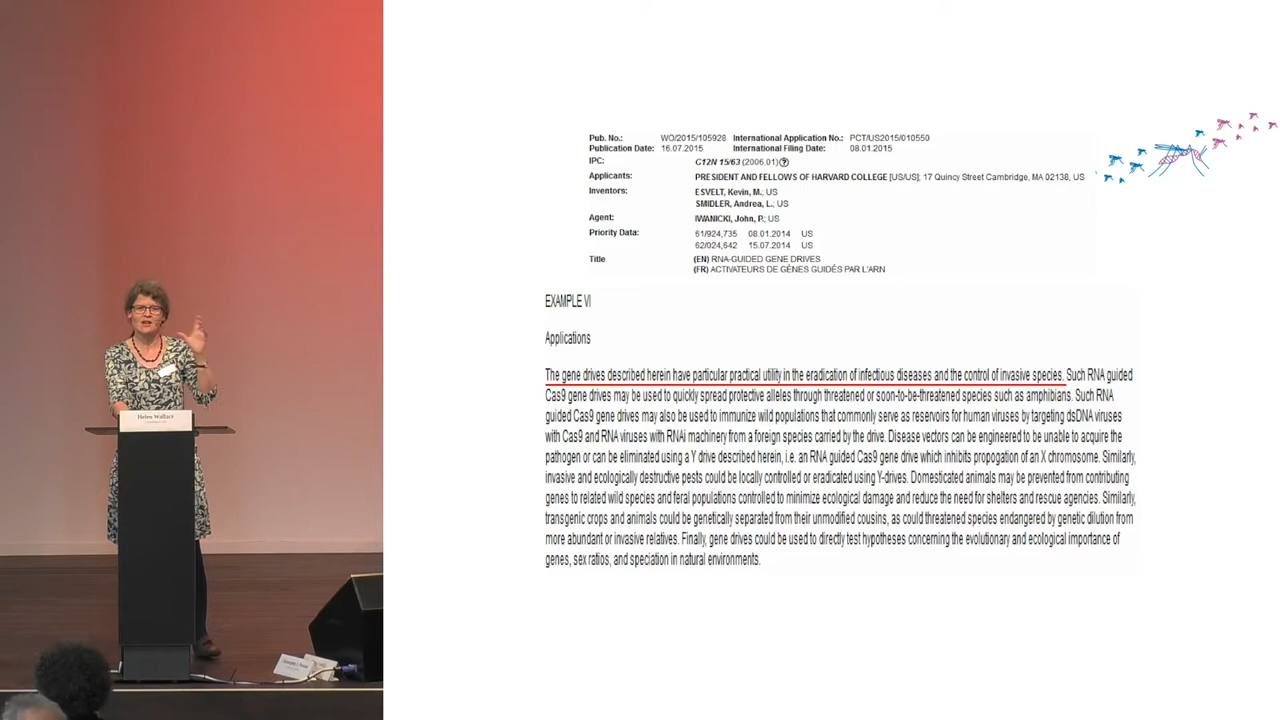 Helen Wallace
Pub. No.: WO/2015/105928 International Application No.: PCT/US2015/010550
Publication Date: 16.07.2015 International Filing Date: 08.01.2015
IPC: C12N 15/63 (2006.01) ?
Applicants: PRESIDENT AND FELLOWS OF HARVARD COLLEGE [US/US]; 17 Quincy Street Cambridge, MA 02138, US
Inventors: ESVELT, Kevin, M.; US
SMIDLER, Andrea, L.; US
Agent: IWANICKI, John, P.; US
Priority Data: 61/924,735 08.01.2014 US
62/024,642 15.07.2014 US
Title (EN) RNA-GUIDED GENE DRIVES
(FR) ACTIVATEURS DE GÈNES GUIDÉS PAR L'ARN
EXAMPLE VI
Applications
The gene drives described herein have particular practical utility in the eradication of infectious diseases and the control of invasive species. Such RNA guided
Cas9 gene drives may be used to quickly spread protective alleles through threatened or soon-to-be-threatened species such as amphibians. Such RNA
guided Cas9 gene drives may also be used to immunize wild populations that commonly serve as reservoirs for human viruses by targeting dsDNA viruses
with Cas9 and RNA viruses with RNAi machinery from a foreign species carried by the drive. Disease vectors can be engineered to be unable to acquire the
pathogen or can be eliminated using a Y drive described herein, i.e. an RNA guided Cas9 gene drive which inhibits propogation of an X chromosome. Similarly,
invasive and ecologically destructive pests could be locally controlled or eradicated using Y-drives. Domesticated animals may be prevented from contributing
genes to related wild species and feral populations controlled to minimize ecological damage and reduce the need for shelters and rescue agencies. Similarly,
transgenic crops and animals could be genetically separated from their unmodified cousins, as could threatened species endangered by genetic dilution from
more abundant or invasive relatives. Finally, gene drives could be used to directly test hypotheses concerning the evolutionary and ecological importance of
genes, sex ratios, and speciation in natural environments.